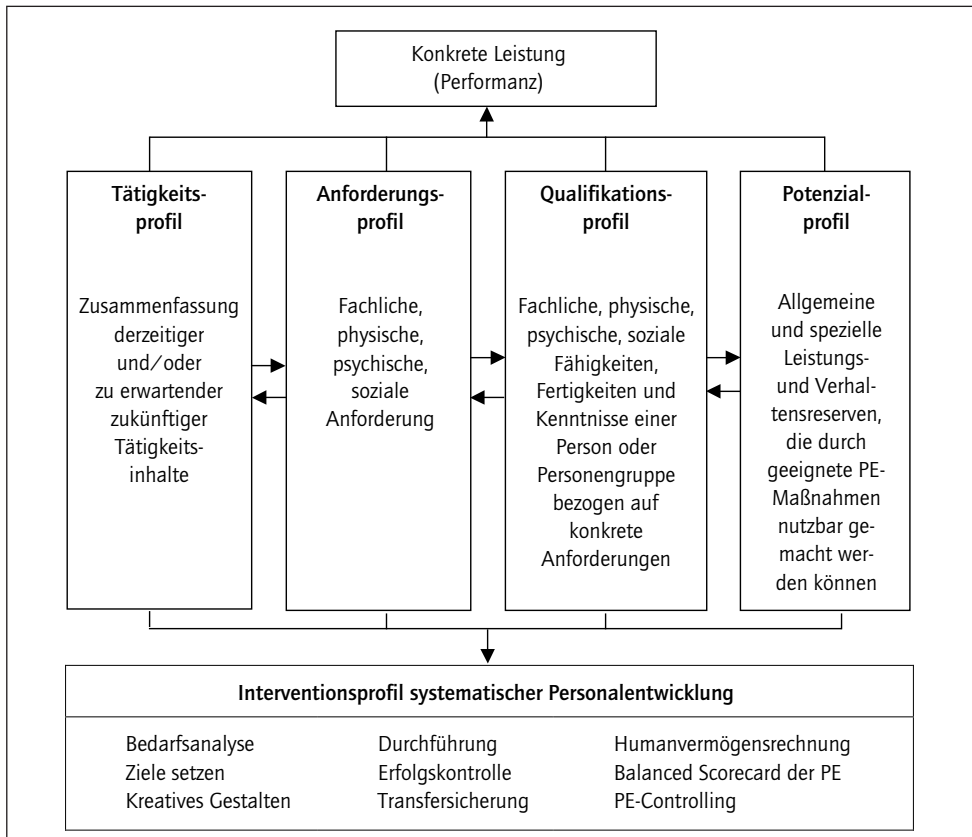 Konkrete Leistung
(Performanz)
Tätigkeits-
profil
Zusammenfassung
derzeitiger
und/oder
zu erwartender
zukünftiger
Tätigkeits-
inhalte
Anforderungs-
profil
Fachliche,
physische,
psychische,
soziale
Anforderung
Qualifikations-
profil
Fachliche, physische,
psychische, soziale
Fähigkeiten,
Fertigkeiten und
Kenntnisse einer
Person oder
Personengruppe
bezogen auf
konkrete
Anforderungen
Potenzial-
profil
Allgemeine
und spezielle
Leistungs-
und Verhal-
tensreserven,
die durch
geeignete PE-
Maßnahmen
nutzbar ge-
macht wer-
den können
Interventionsprofil systematischer Personalentwicklung
Bedarfsanalyse
Ziele setzen
Kreatives Gestalten
Durchführung
Erfolgskontrolle
Transfersicherung
Humanvermögensrechnung
Balanced Scorecard der PE
PE-Controlling